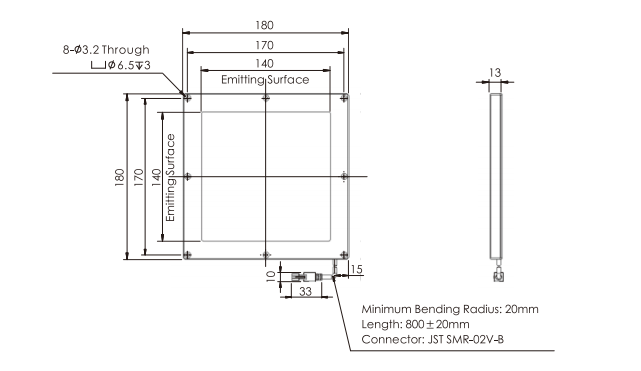 180
170
8-Ø3.2 Through
⌴Ø6.5↧3
140
Emitting Surface
13
180
170
140
Emitting Surface
10
33
15
Minimum Bending Radius: 20mm
Length: 800±20mm
Connector: JST SMR-02V-B